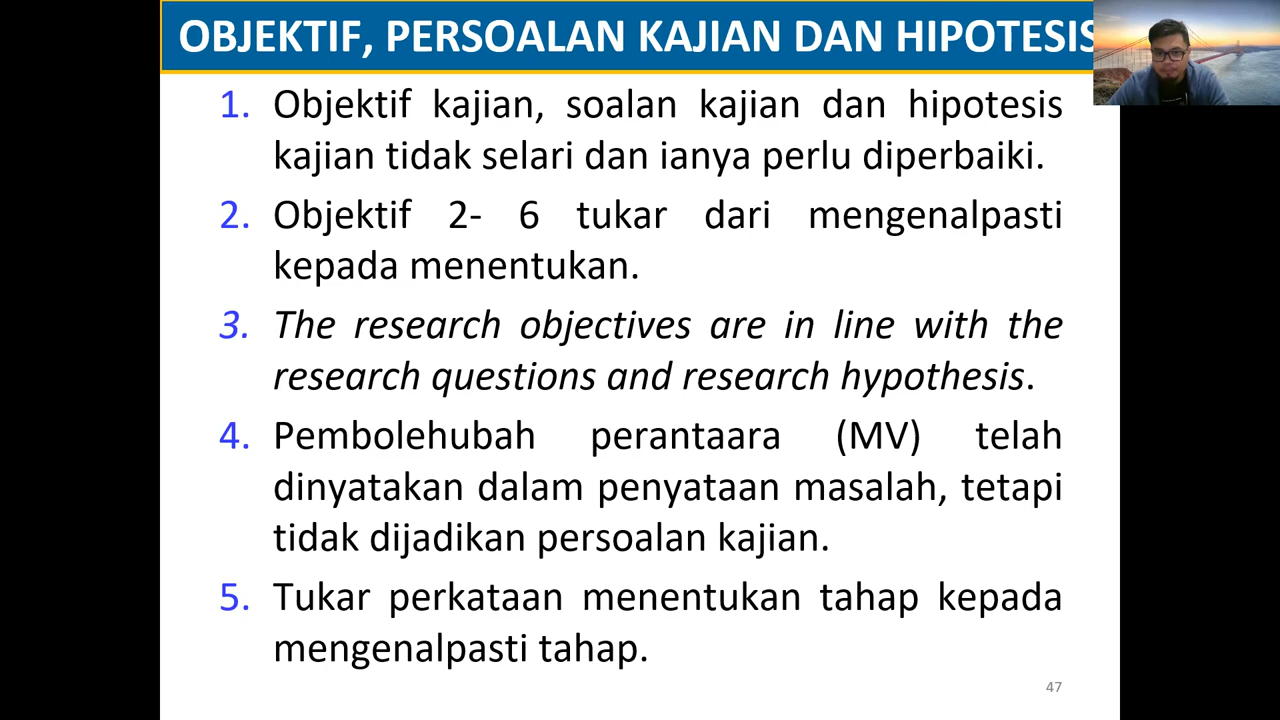 OBJEKTIF, PERSOALAN KAJIAN DAN HIPOTESIS
1. Objektif kajian, soalan kajian dan hipotesis
kajian tidak selari dan ianya perlu diperbaiki.
2. Objektif 2- 6 tukar dari mengenalpasti
kepada menentukan.
3. The research objectives are in line with the
research questions and research hypothesis.
4. Pembolehubah perantaara (MV) telah
dinyatakan dalam penyataan masalah, tetapi
tidak dijadikan persoalan kajian.
5. Tukar perkataan menentukan tahap kepada
mengenalpasti tahap.
47